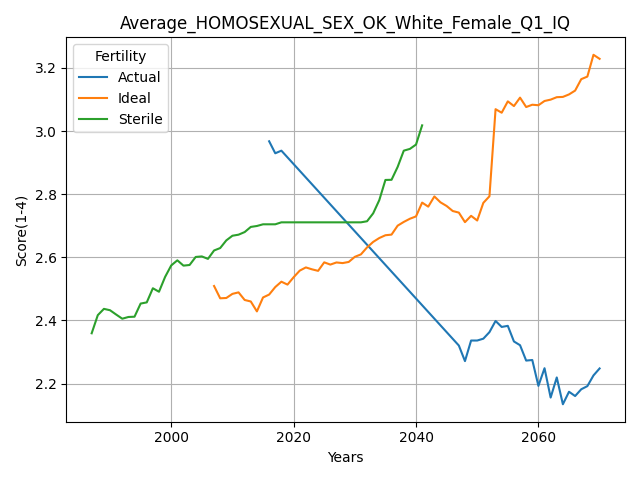 Average_HOMOSEXUAL_SEX_OK_White_Female_Q1_IQ
Fertility
Actual
Ideal
Sterile
Score(1-4)
3.2
3.0
2.8
2.6
2.4
2.2
2000
2020
2040
2060
Years